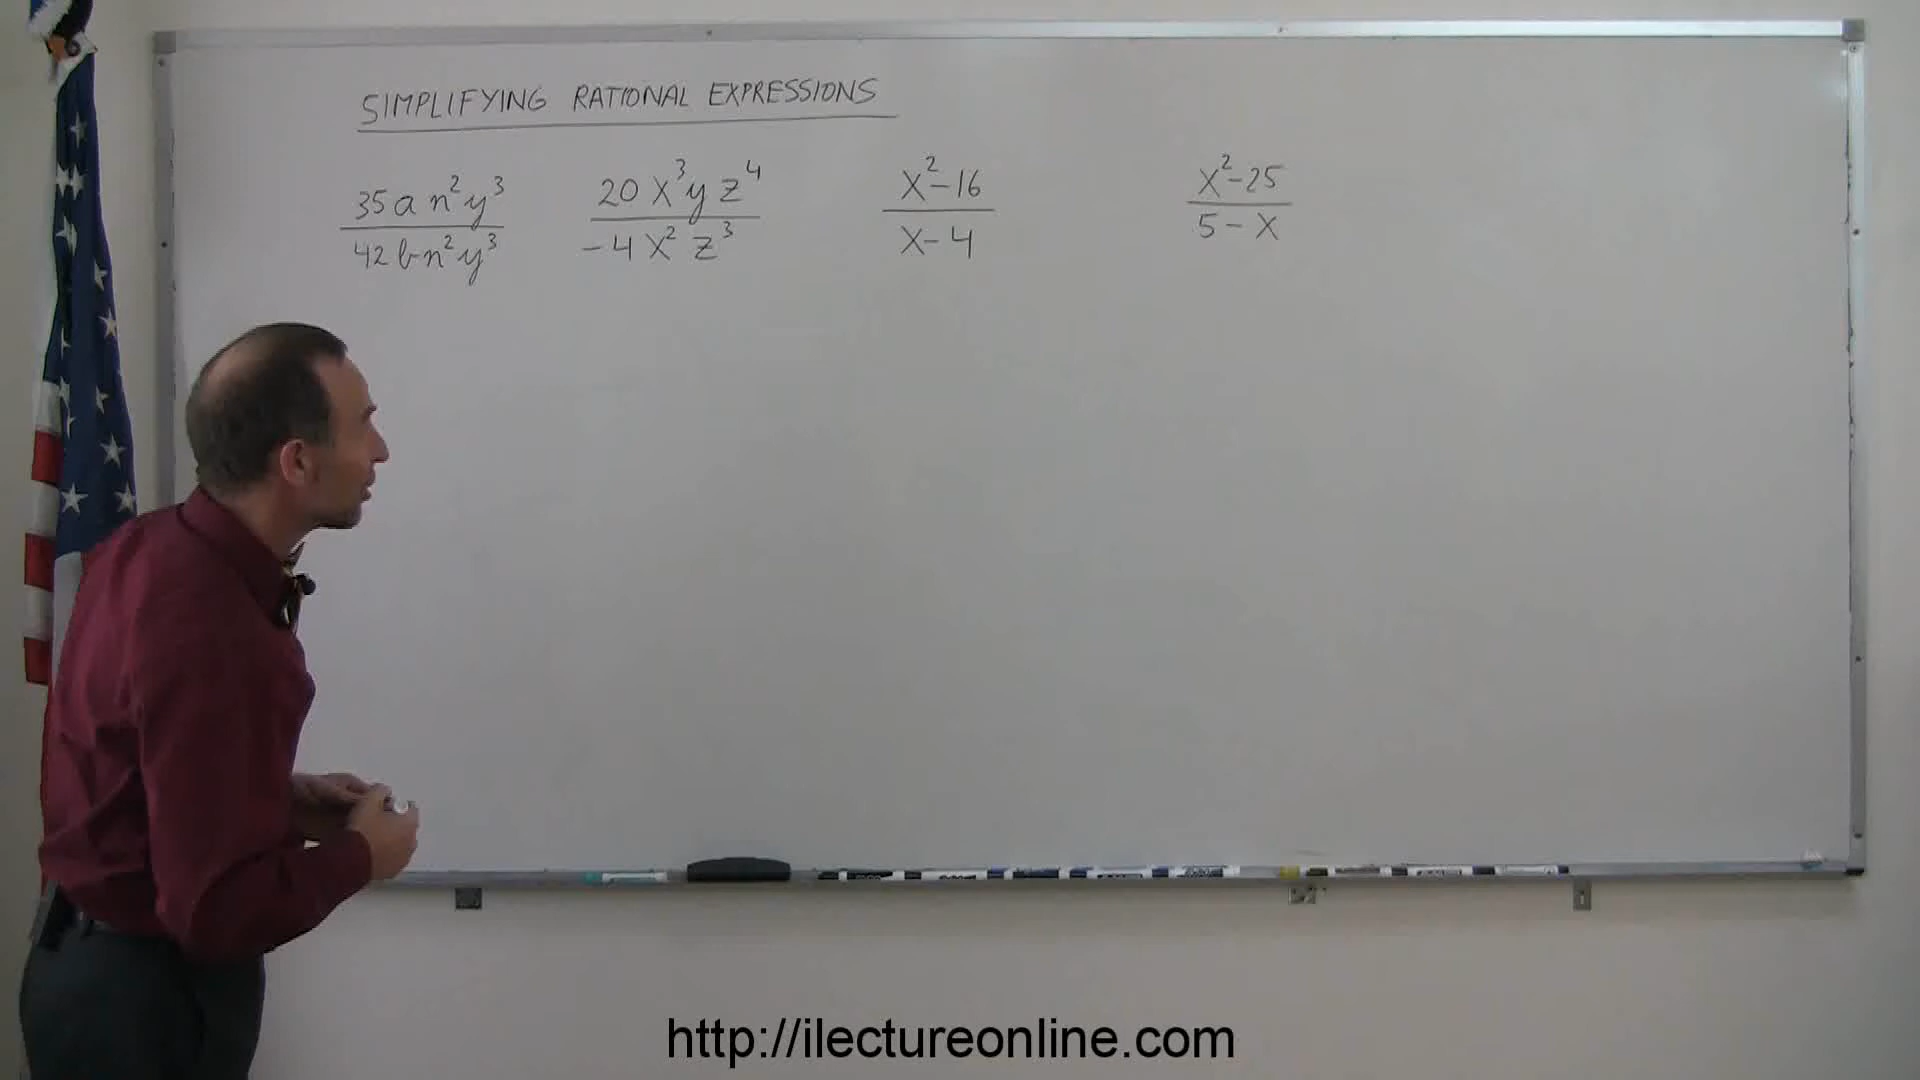 SIMPLIFYING RATIONAL EXPRESSIONS
35an²y³ 20x³yz⁴ x²-16 x²-25
42bn²y³ -4x²z³ x-4 5-x
http://ilectureonline.com